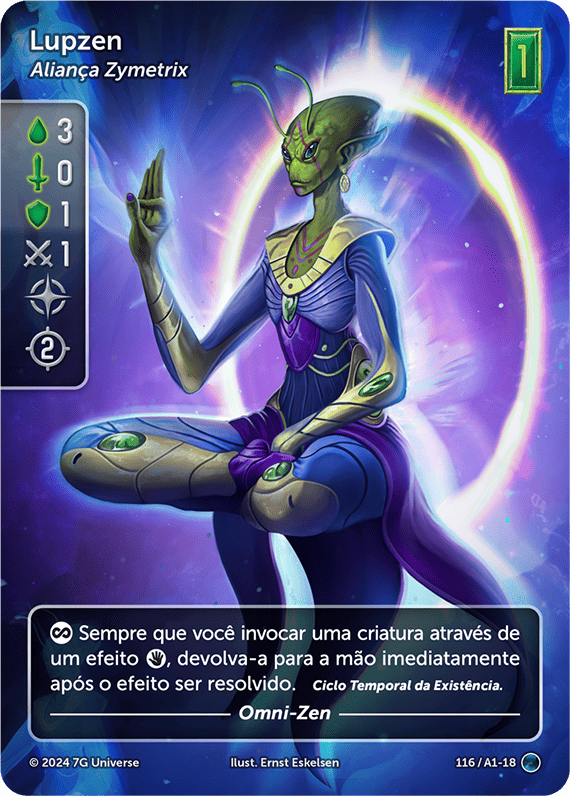 Lupzen
Aliança Zymetrix
1
3
0
1
1
2
Sempre que você invocar uma criatura através de
um efeito , devolva-a para a mão imediatamente
após o efeito ser resolvido. Ciclo Temporal da Existência.
Omni-Zen
© 2024 7G Universe Ilust. Ernst Eskelsen 116 / A1-18